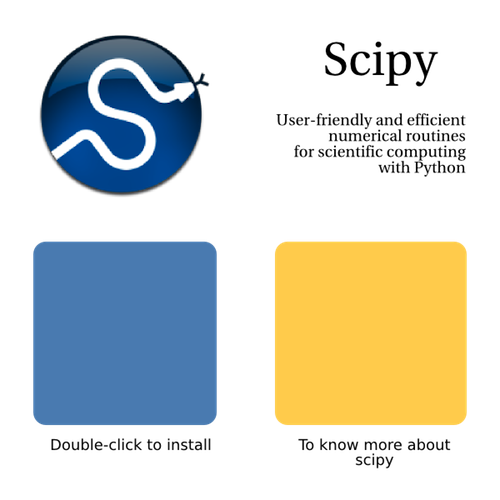 Scipy
User-friendly and efficient
numerical routines
for scientific computing
with Python
Double-click to install
To know more about
scipy